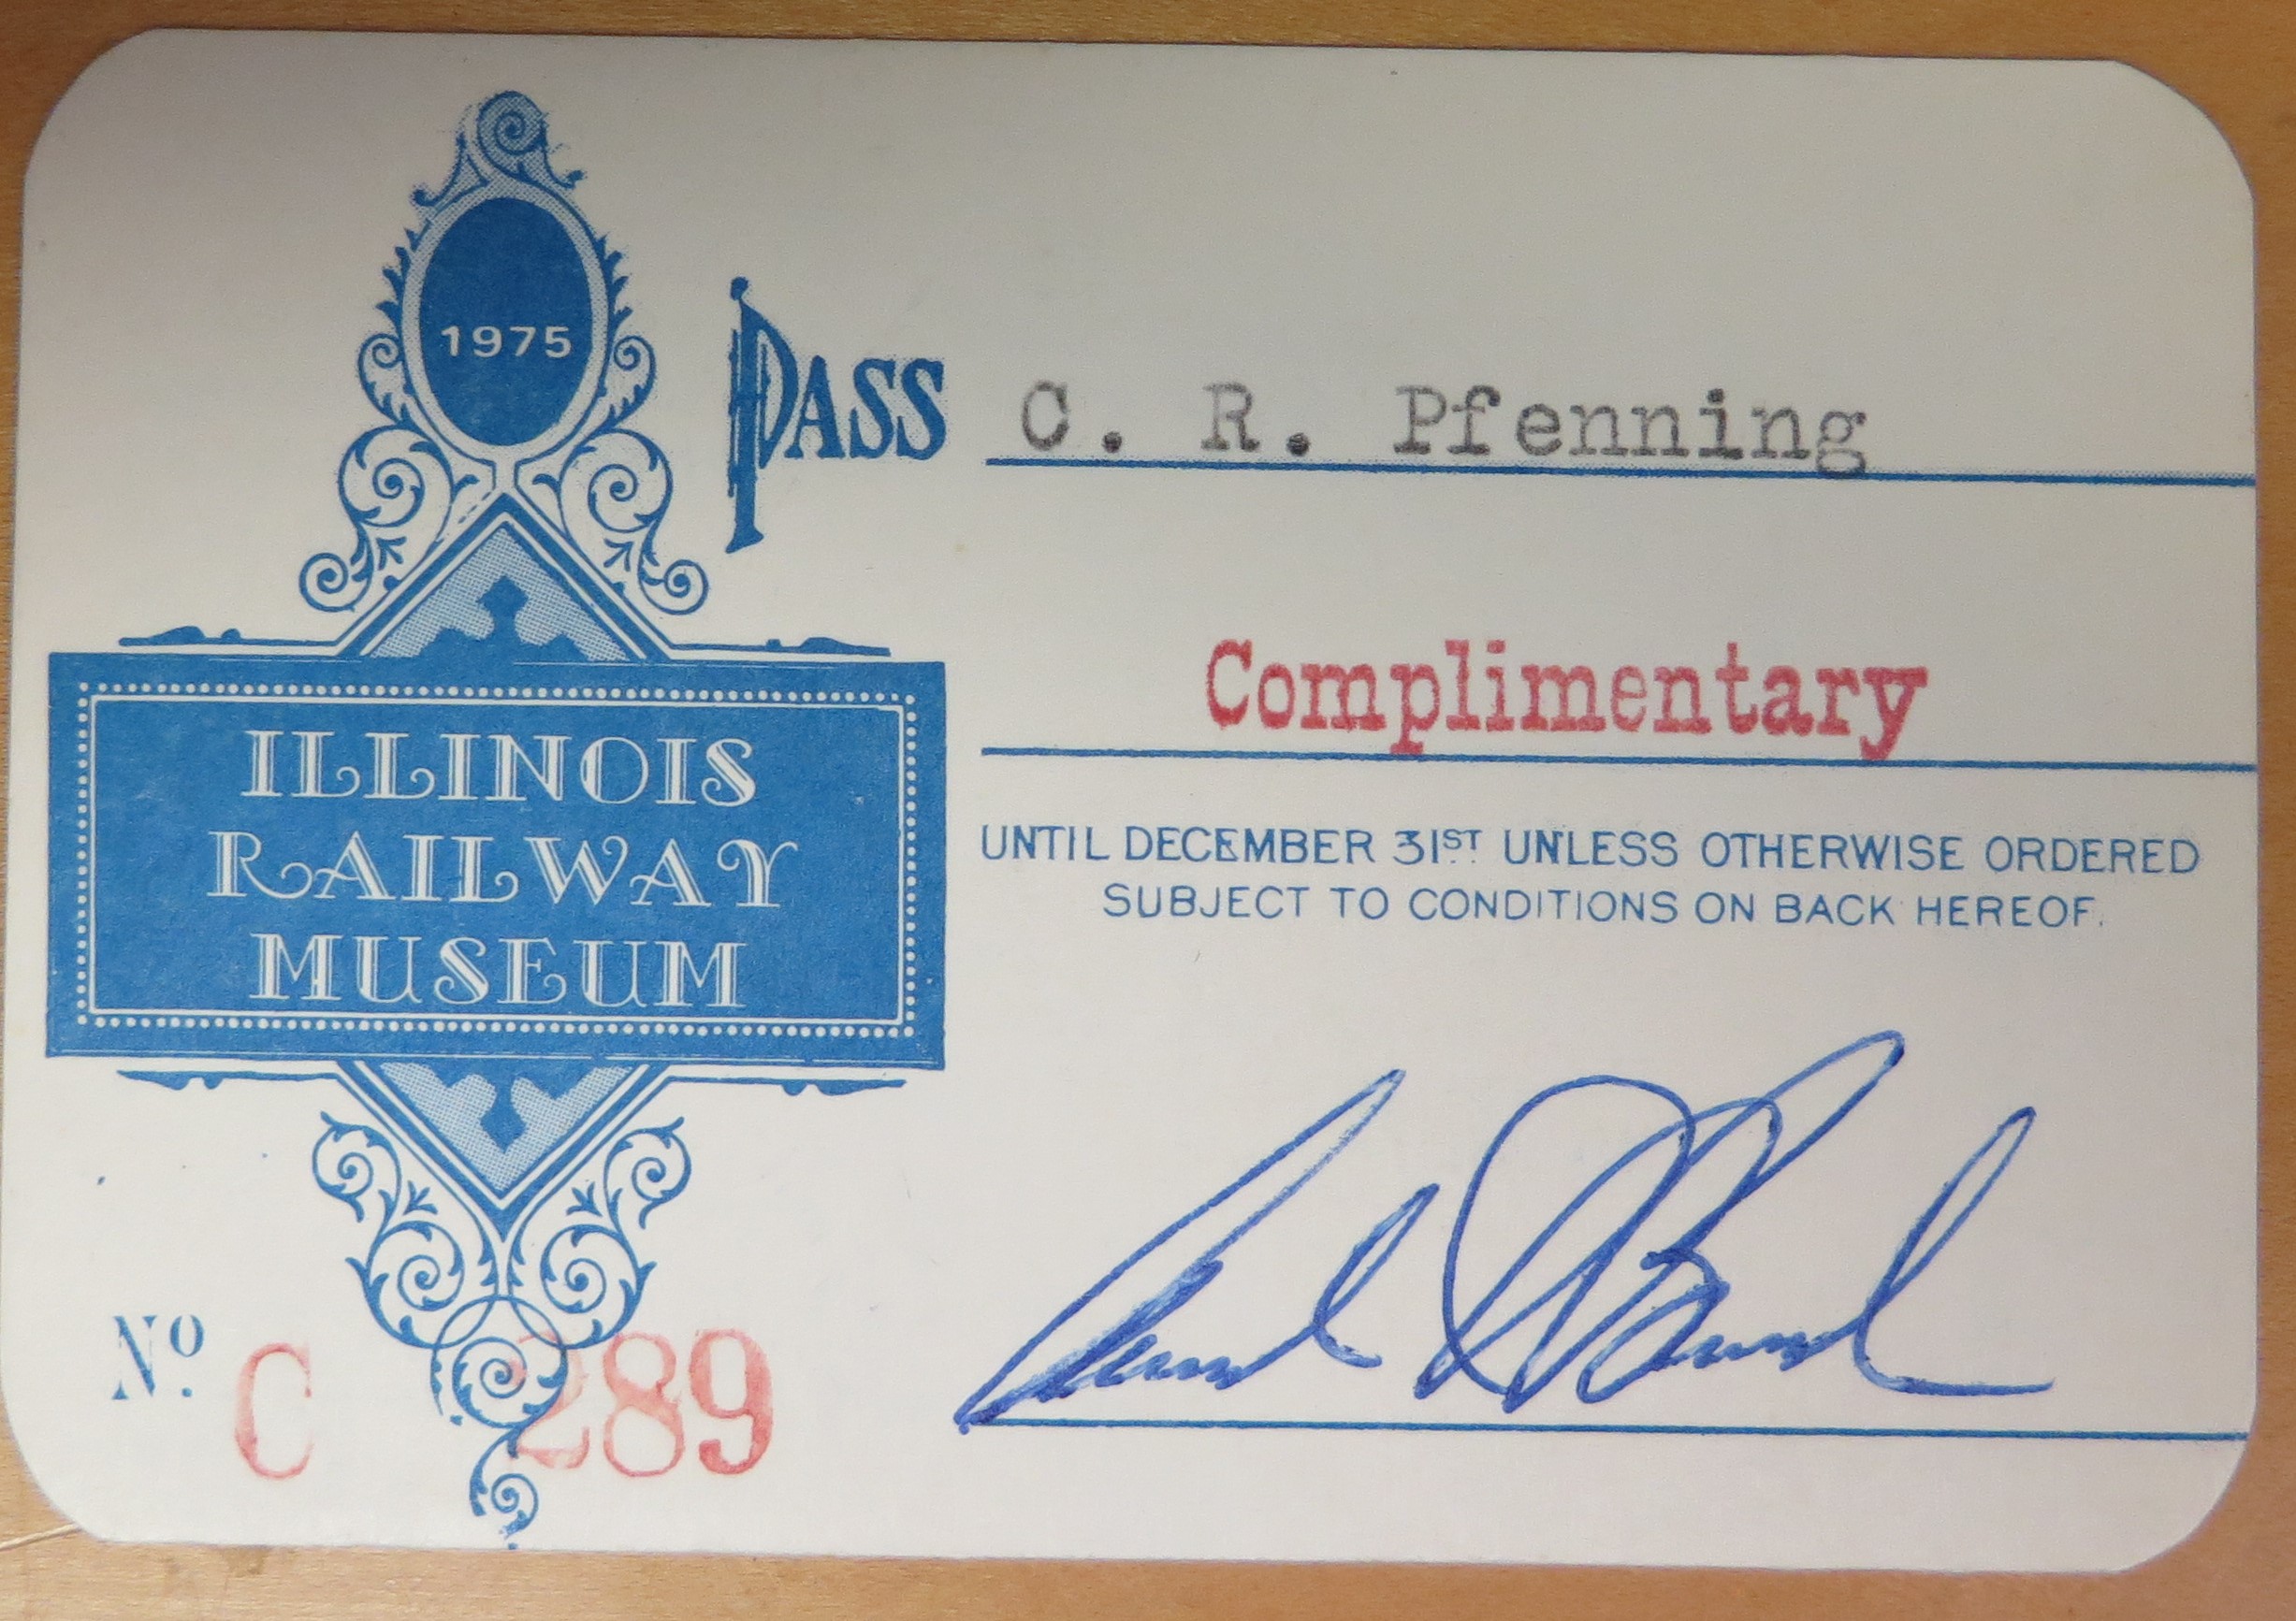 1975
PASS C. R. Pfenning
Complimentary
ILLINOIS
RAILWAY
MUSEUM
UNTIL DECEMBER 31ST UNLESS OTHERWISE ORDERED
SUBJECT TO CONDITIONS ON BACK HEREOF.
No. C 289